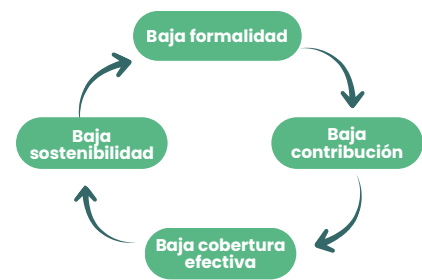 Baja formalidad
Baja
contribución
Baja cobertura
efectiva
Baja
sostenibilidad